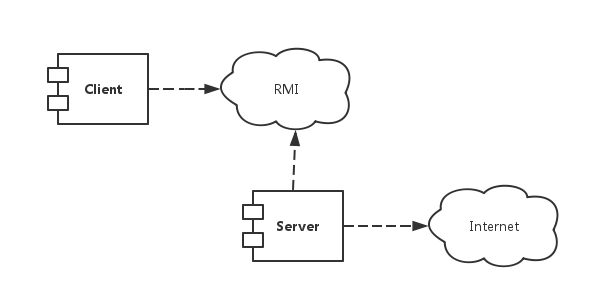 Client
RMI
Server
Internet